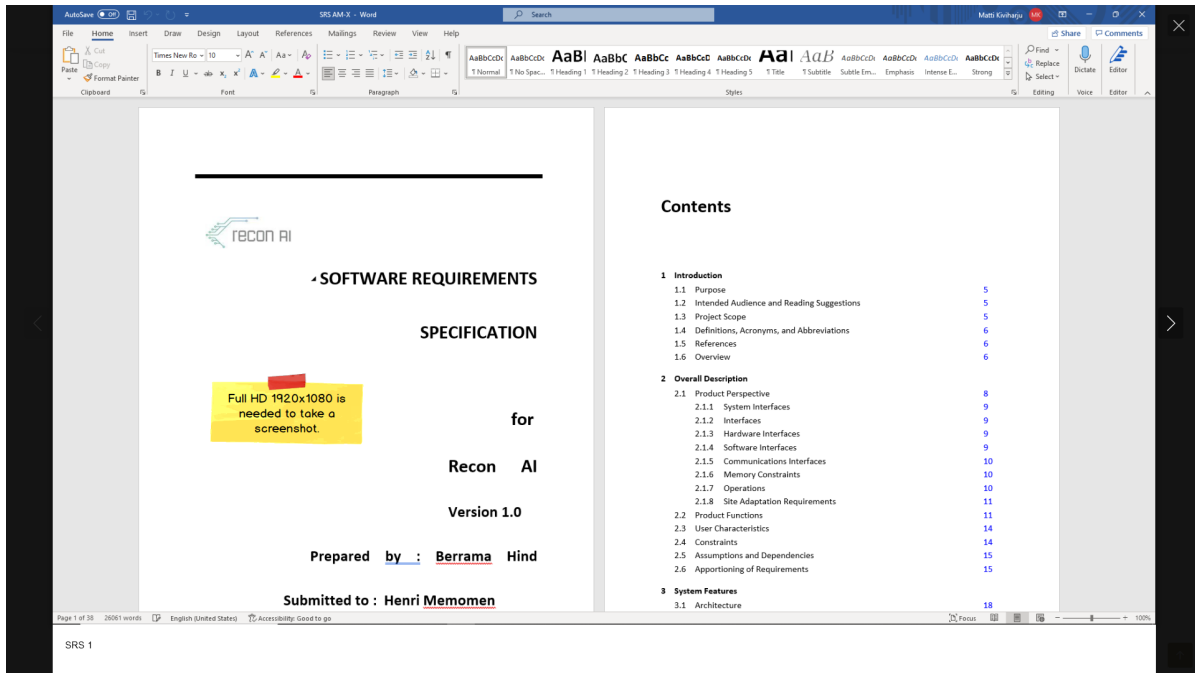 AutoSave Off
SRS AM-X - Word
Search
Matti Kiviharju MK
File Home Insert Draw Design Layout References Mailings Review View Help
Share Comments
Paste
Cut
Copy
Format Painter
Clipboard
Times New Ro 10
Font
Paragraph
AaBbCcDc AaBbCcDc AaBl AaBbC AaBbCc AaBbCcD AaBbCcDc AaI AaB AaBbCcDc AaBbCcDc AaBbCcDc AaBbCcDc
¶ Normal ¶ No Spac... ¶ Heading 1 ¶ Heading 2 ¶ Heading 3 ¶ Heading 4 ¶ Heading 5 ¶ Title ¶ Subtitle Subtle Em... Emphasis Intense E... Strong
Styles
Find
Replace
Select
Editing
Dictate
Voice
Editor
Editor
recon AI
SOFTWARE REQUIREMENTS
SPECIFICATION
Full HD 1920x1080 is
needed to take a
screenshot.
for
Recon AI
Version 1.0
Prepared by : Berrama Hind
Submitted to : Henri Memomen
Contents
1 Introduction
1.1 Purpose 5
1.2 Intended Audience and Reading Suggestions 5
1.3 Project Scope 5
1.4 Definitions, Acronyms, and Abbreviations 6
1.5 References 6
1.6 Overview 6
2 Overall Description
2.1 Product Perspective 8
2.1.1 System Interfaces 9
2.1.2 Interfaces 9
2.1.3 Hardware Interfaces 9
2.1.4 Software Interfaces 9
2.1.5 Communications Interfaces 10
2.1.6 Memory Constraints 10
2.1.7 Operations 10
2.1.8 Site Adaptation Requirements 11
2.2 Product Functions 11
2.3 User Characteristics 14
2.4 Constraints 14
2.5 Assumptions and Dependencies 15
2.6 Apportioning of Requirements 15
3 System Features
3.1 Architecture 18
Page 1 of 38 26061 words English (United States) Accessibility: Good to go
Focus 100%
SRS 1